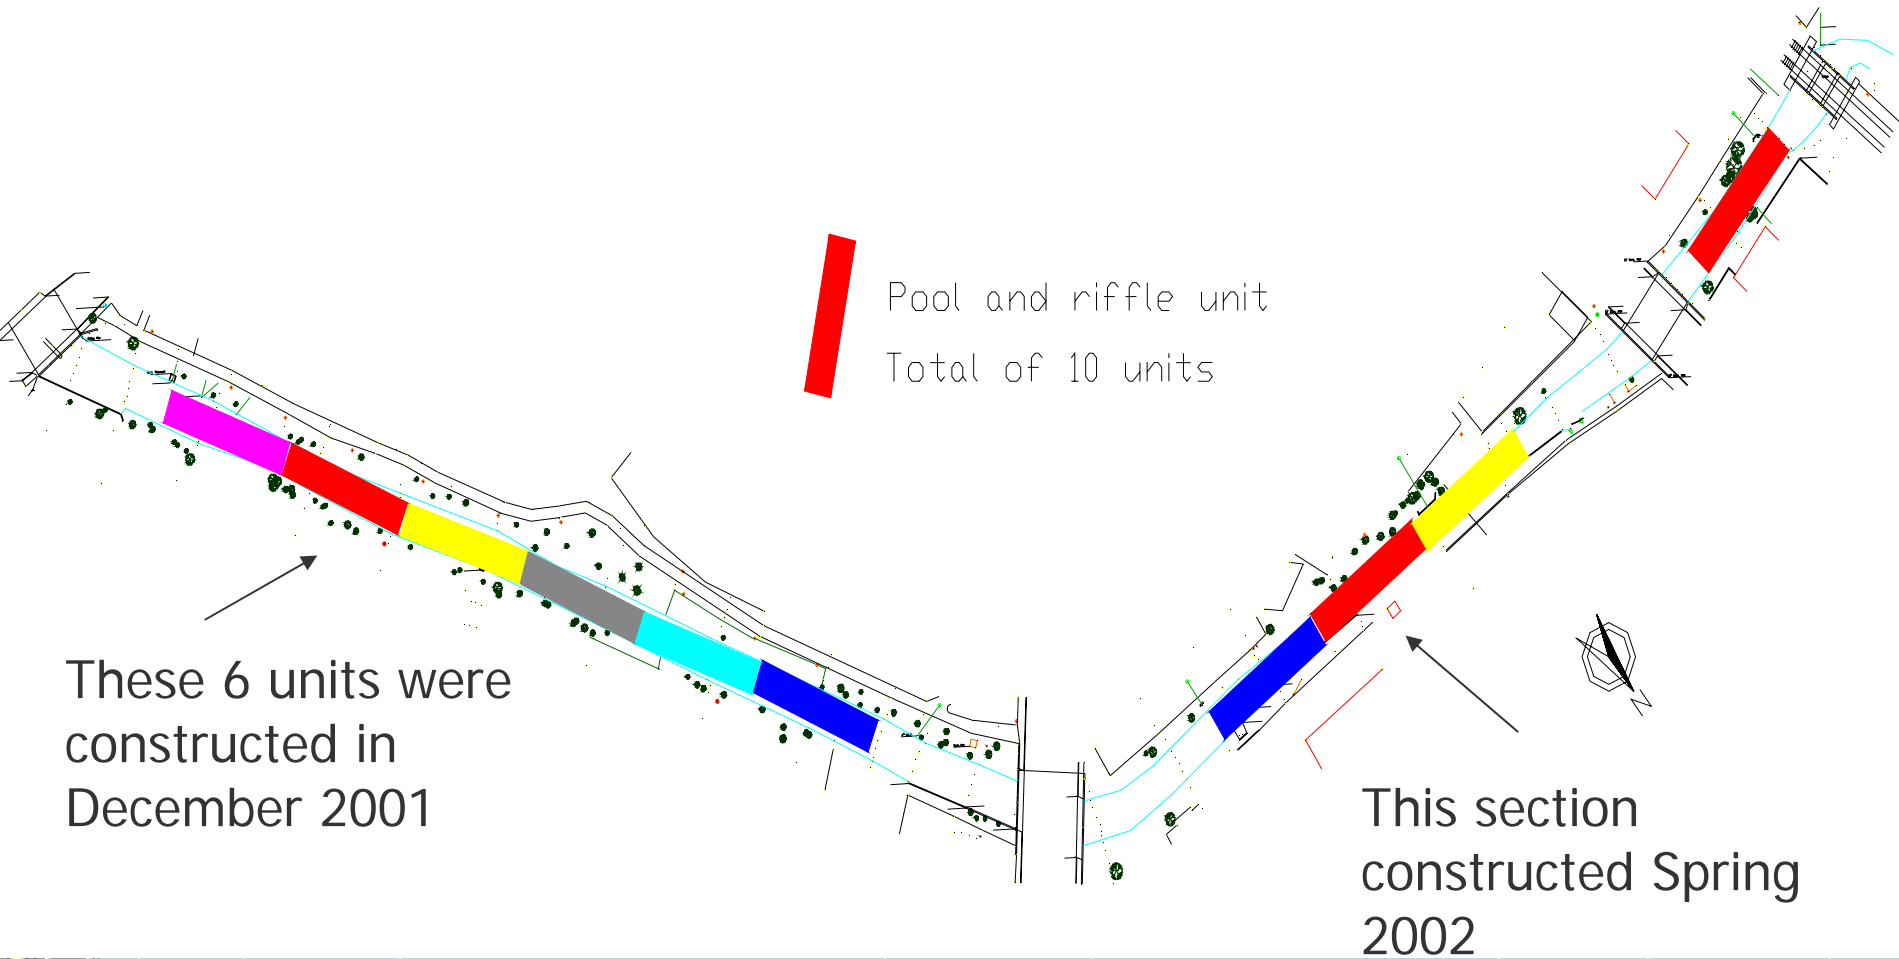 Pool and riffle unit
Total of 10 units
These 6 units were
constructed in
December 2001
This section
constructed Spring
2002
N